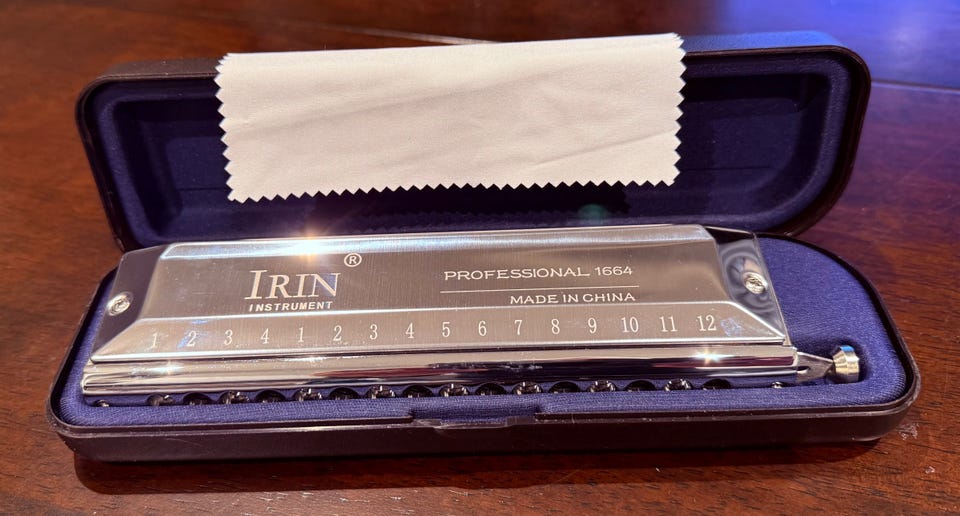 IRIN®
INSTRUMENT
PROFESSIONAL 1664
MADE IN CHINA
1 2 3 4 1 2 3 4 5 6 7 8 9 10 11 12